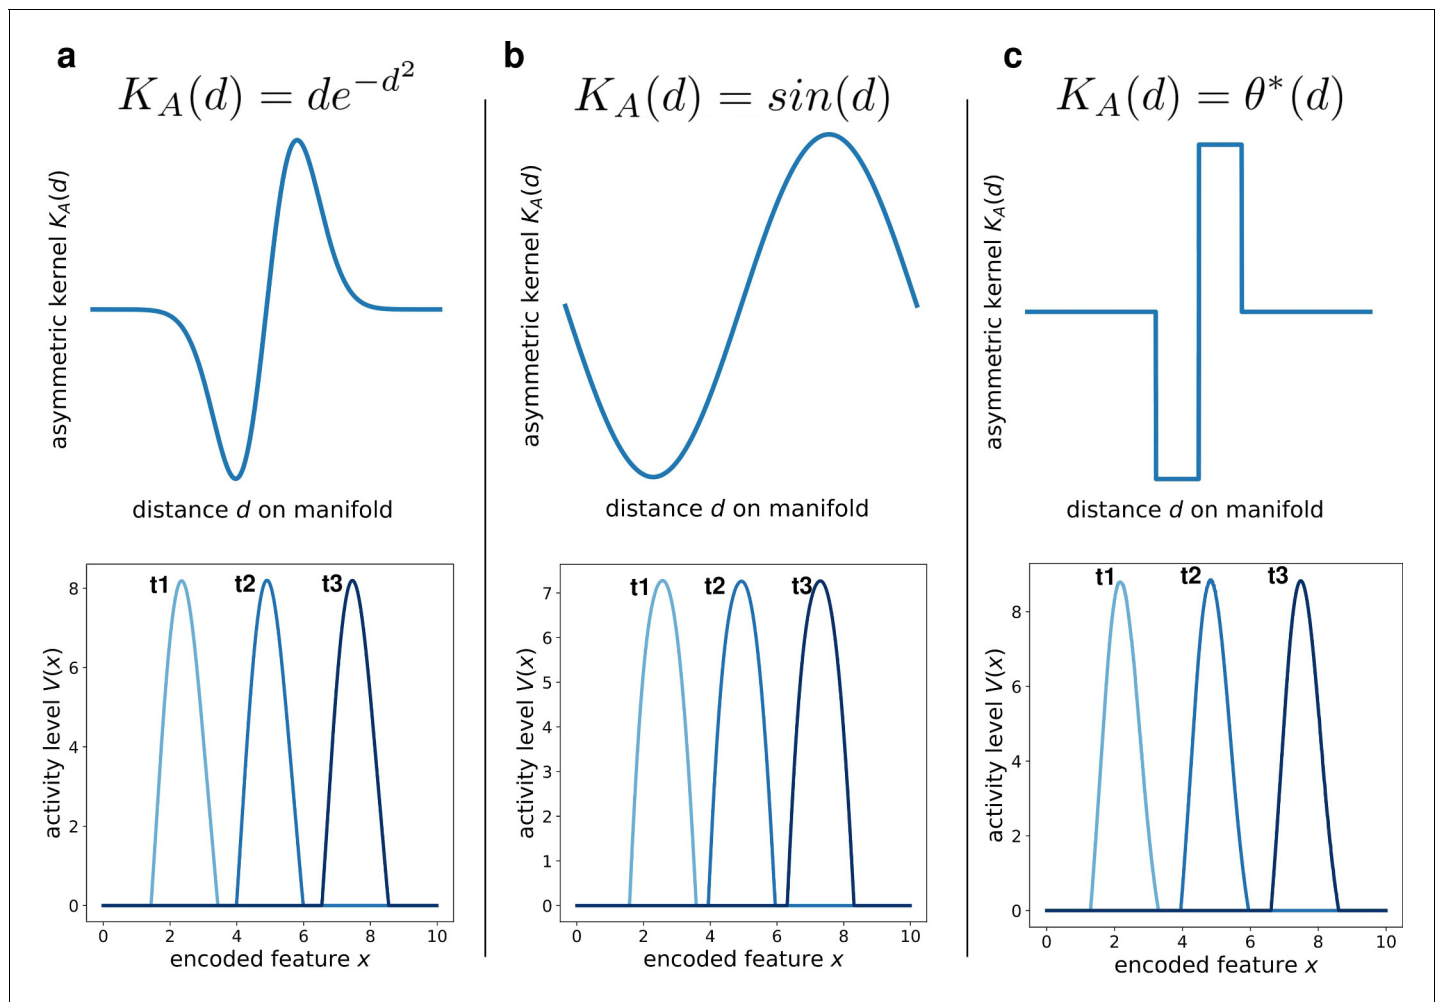 a
K_A(d) = de^{-d^2}
asymmetric kernel K_A(d)
distance d on manifold
t1 t2 t3
8
6
4
2
0
activity level V(x)
0 2 4 6 8 10
encoded feature x
b
K_A(d) = sin(d)
asymmetric kernel K_A(d)
distance d on manifold
t1 t2 t3
7
6
5
4
3
2
1
0
activity level V(x)
0 2 4 6 8 10
encoded feature x
c
K_A(d) = θ*(d)
asymmetric kernel K_A(d)
distance d on manifold
t1 t2 t3
8
6
4
2
0
activity level V(x)
0 2 4 6 8 10
encoded feature x